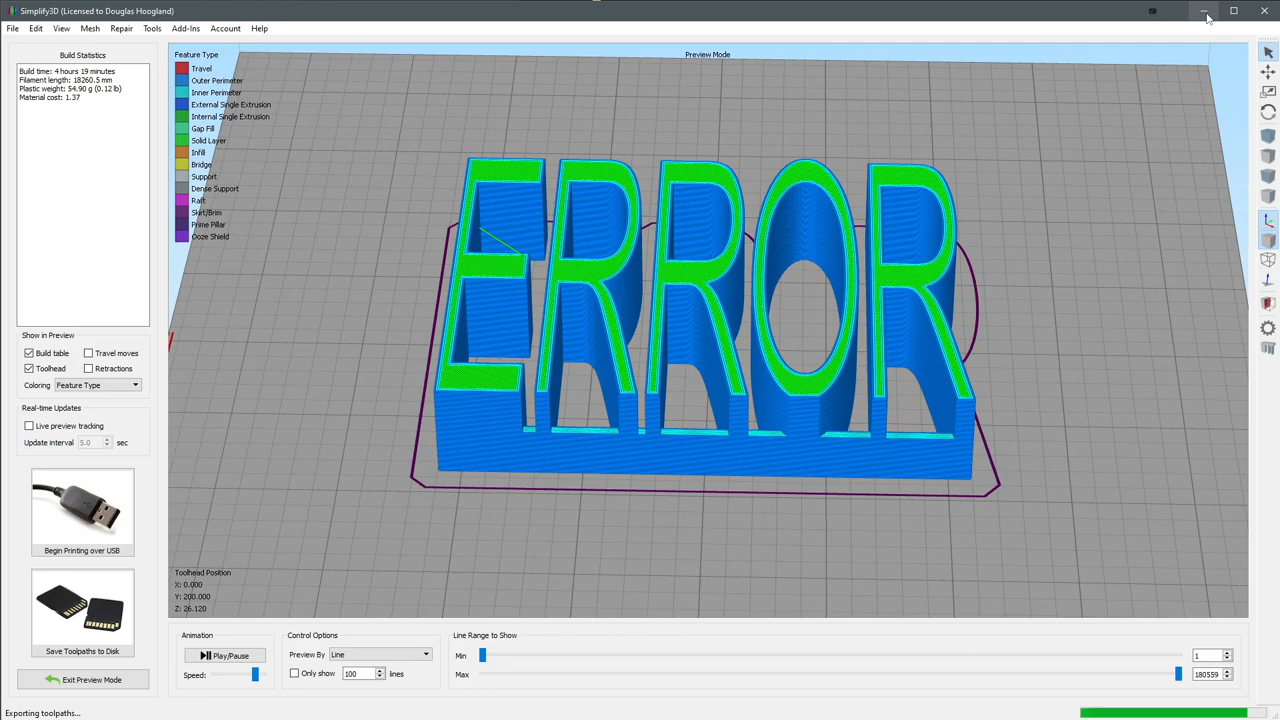 Simplify3D (Licensed to Douglas Hoogland)
File Edit View Mesh Repair Tools Add-Ins Account Help
Build Statistics
Build time: 4 hours 19 minutes
Filament length: 18260.5 mm
Plastic weight: 54.90 g (0.12 lb)
Material cost: 1.37
Show in Preview
Build table Travel moves
Toolhead Retractions
Coloring Feature Type
Real-time Updates
Live preview tracking
Update interval 5.0 sec
Begin Printing over USB
Save Toolpaths to Disk
Exit Preview Mode
Feature Type
Travel
Outer Perimeter
Inner Perimeter
External Single Extrusion
Internal Single Extrusion
Gap Fill
Solid Layer
Infill
Bridge
Support
Dense Support
Raft
Skirt/Brim
Prime Pillar
Ooze Shield
Preview Mode
ERROR
Toolhead Position
X: 0.000
Y: 200.000
Z: 26.120
Animation
Play/Pause
Speed:
Control Options
Preview By Line
Only show 100 lines
Line Range to Show
Min 1
Max 180559
Exporting toolpaths...